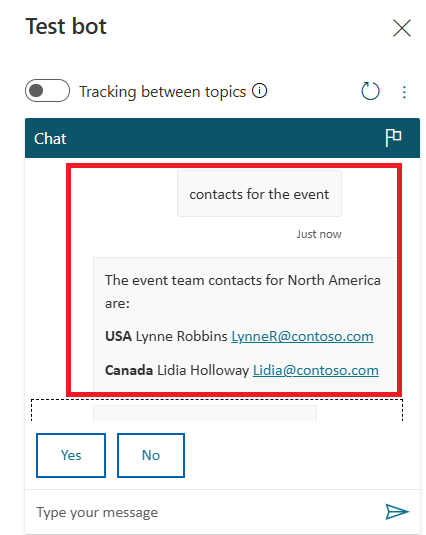 Test bot
Tracking between topics
Chat
contacts for the event
Just now
The event team contacts for North America
are:
USA Lynne Robbins LynneR@contoso.com
Canada Lidia Holloway Lidia@contoso.com
Yes
No
Type your message